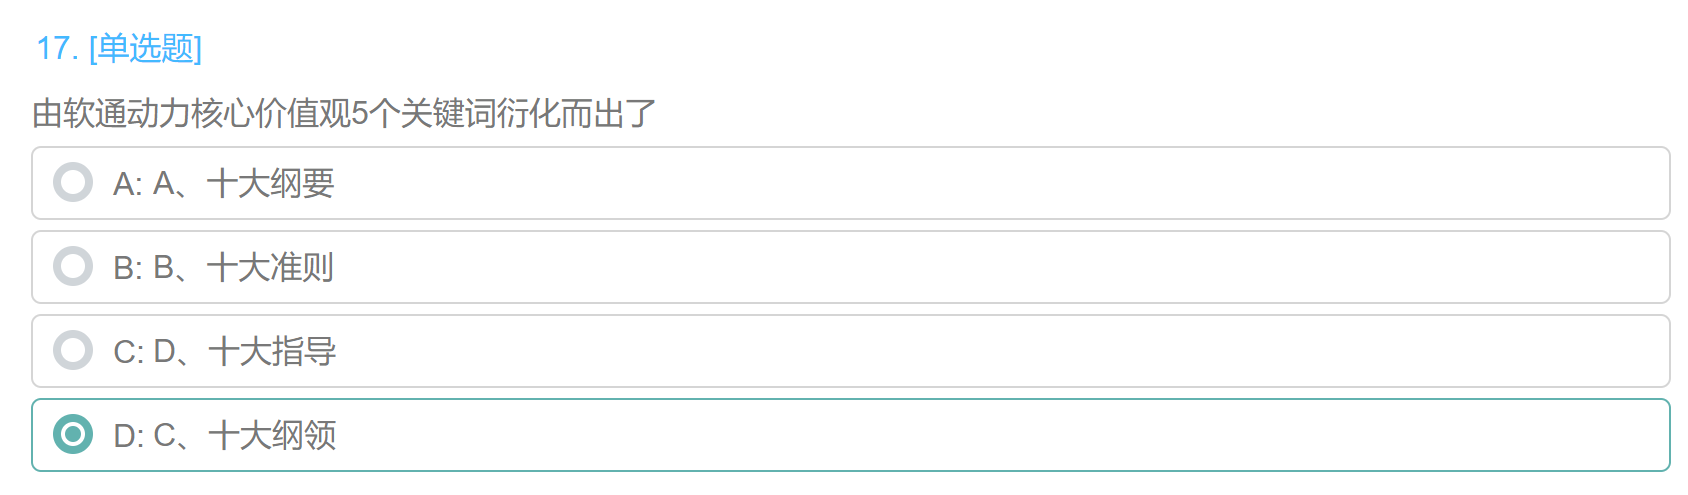 17. [单选题]
由软通动力核心价值观5个关键词衍化而出了
A: A、十大纲要
B: B、十大准则
C: D、十大指导
D: C、十大纲领